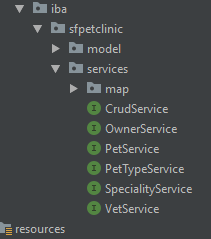 iba
sfpetclinic
model
services
map
CrudService
OwnerService
PetService
PetTypeService
SpecialityService
VetService
resources